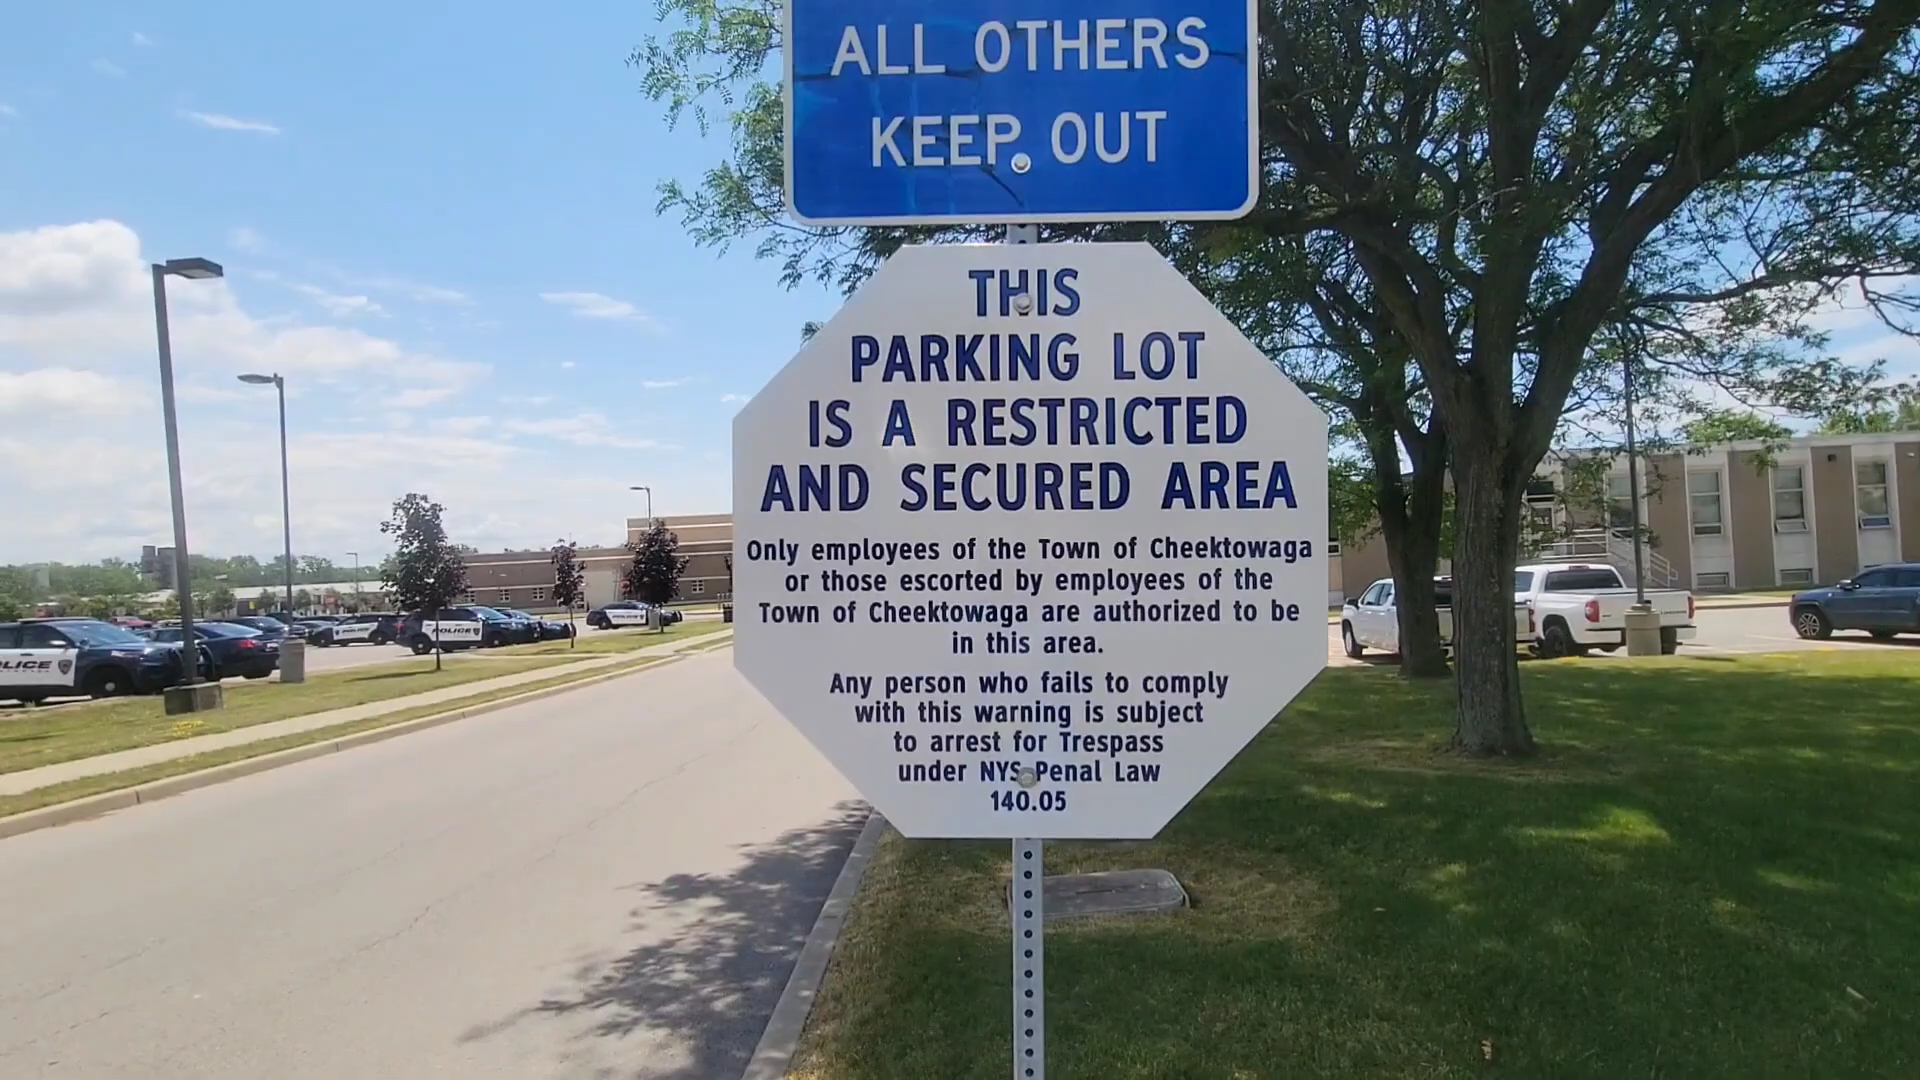 ALL OTHERS
KEEP OUT
THIS
PARKING LOT
IS A RESTRICTED
AND SECURED AREA
Only employees of the Town of Cheektowaga
or those escorted by employees of the
Town of Cheektowaga are authorized to be
in this area.
Any person who fails to comply
with this warning is subject
to arrest for Trespass
under NYS Penal Law
140.05
POLICE
POLICE